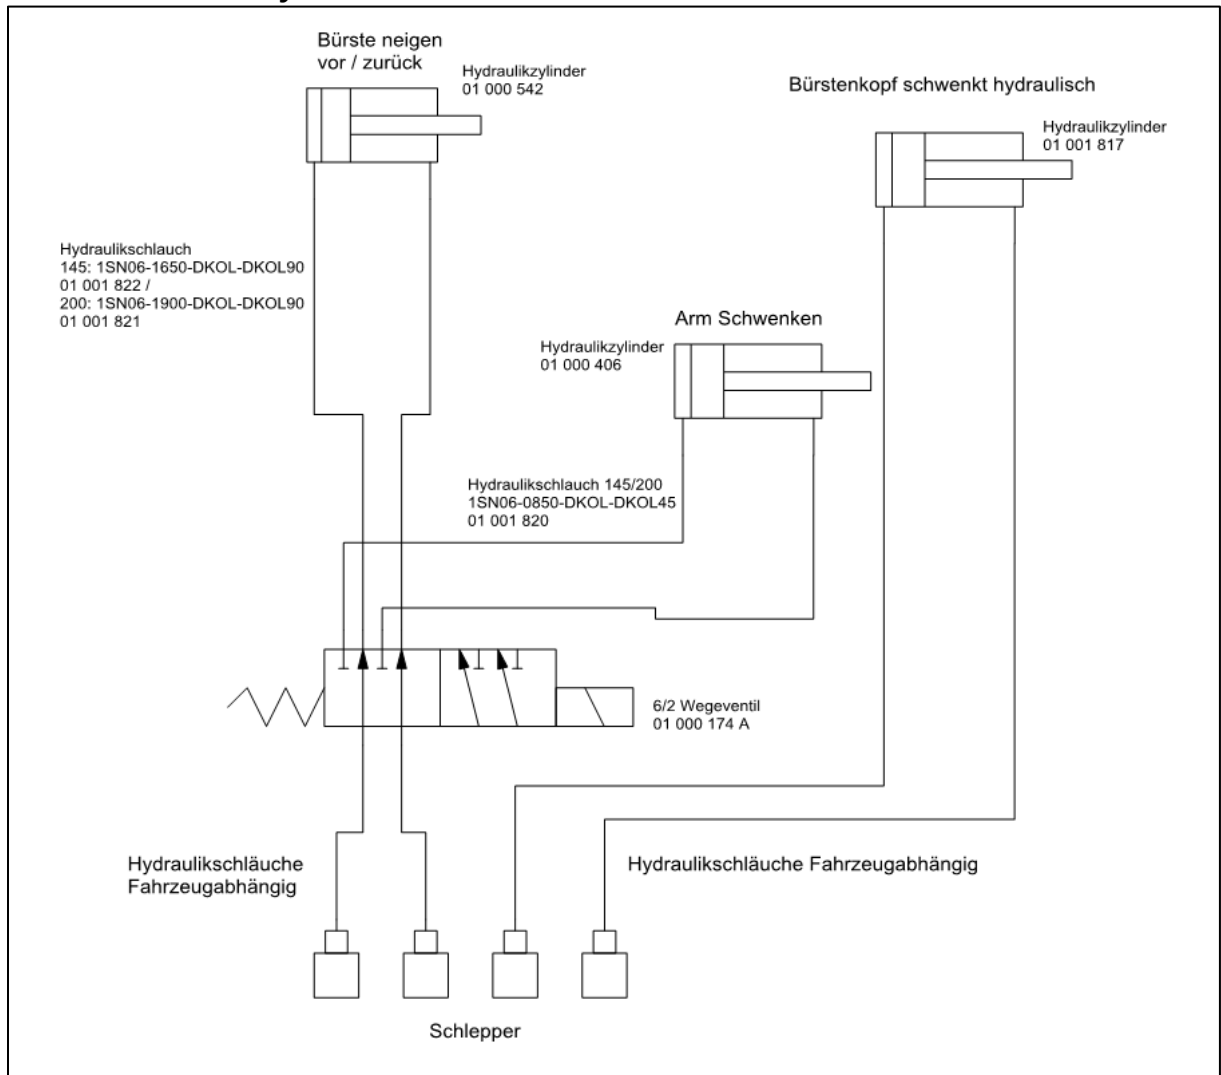 Bürste neigen
vor / zurück
Hydraulikzylinder
01 000 542
Bürstenkopf schwenkt hydraulisch
Hydraulikzylinder
01 001 817
Hydraulikschlauch
145: 1SN06-1650-DKOL-DKOL90
01 001 822 /
200: 1SN06-1900-DKOL-DKOL90
01 001 821
Arm Schwenken
Hydraulikzylinder
01 000 406
Hydraulikschlauch 145/200
1SN06-0850-DKOL-DKOL45
01 001 820
6/2 Wegeventil
01 000 174 A
Hydraulikschläuche
Fahrzeugabhängig
Hydraulikschläuche Fahrzeugabhängig
Schlepper